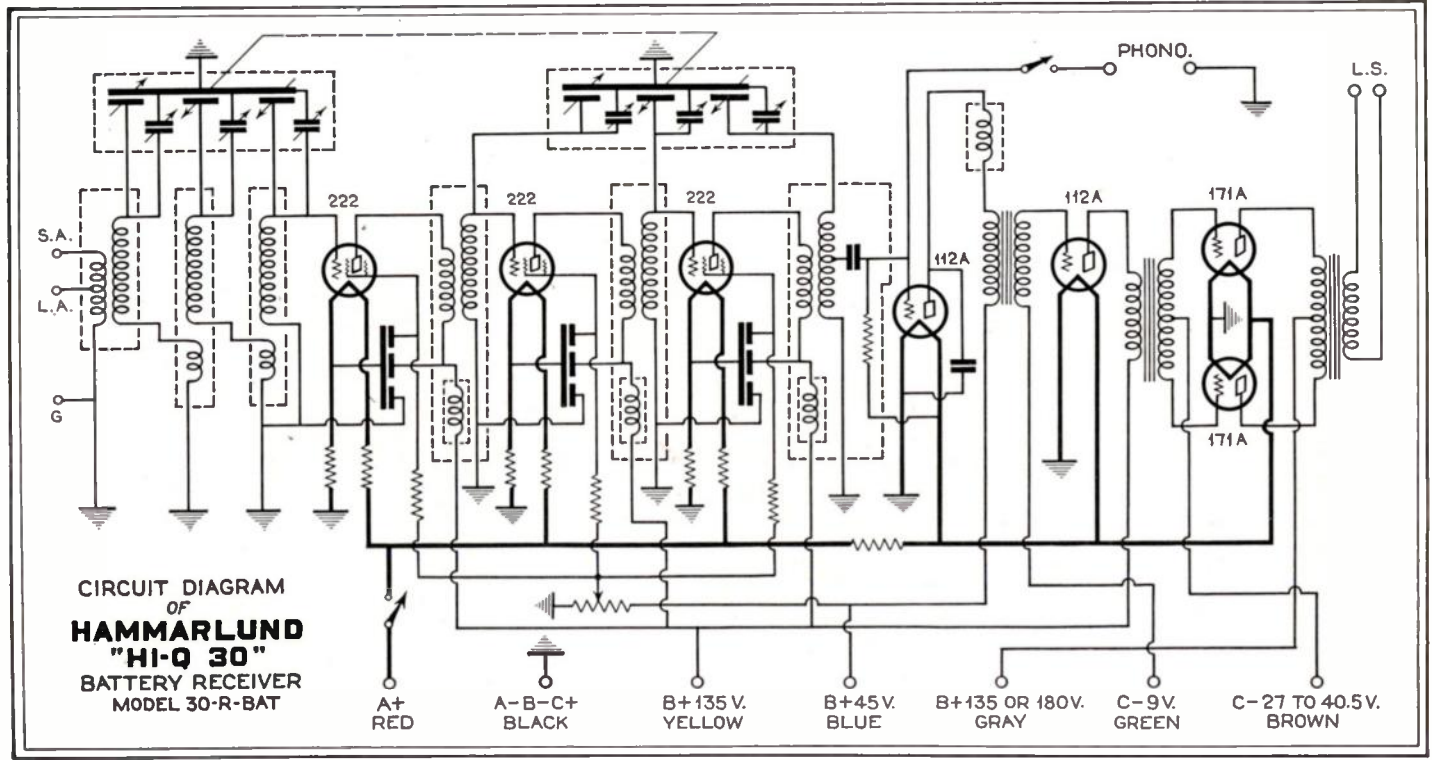 PHONO.
L.S.
222
222
222
112A
171A
S.A.
L.A.
112A
G
171A
CIRCUIT DIAGRAM
OF
HAMMARLUND
"HI-Q 30"
BATTERY RECEIVER
MODEL 30-R-BAT
A+
RED
A-B-C+
BLACK
B+135 V.
YELLOW
B+45V.
BLUE
B+135 OR 180V.
GRAY
C-9V.
GREEN
C-27 TO 40.5V.
BROWN